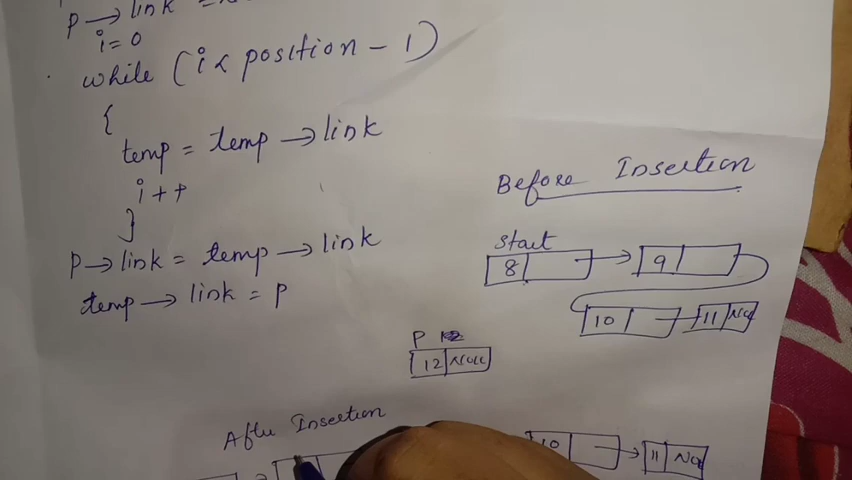 P → link =
i = 0
while (i < position - 1)
{
temp = temp → link
i++
}
P → link = temp → link
temp → link = P
Before Insertion
start
8
9
10
11
P
12 NULL
After Insertion
10
11